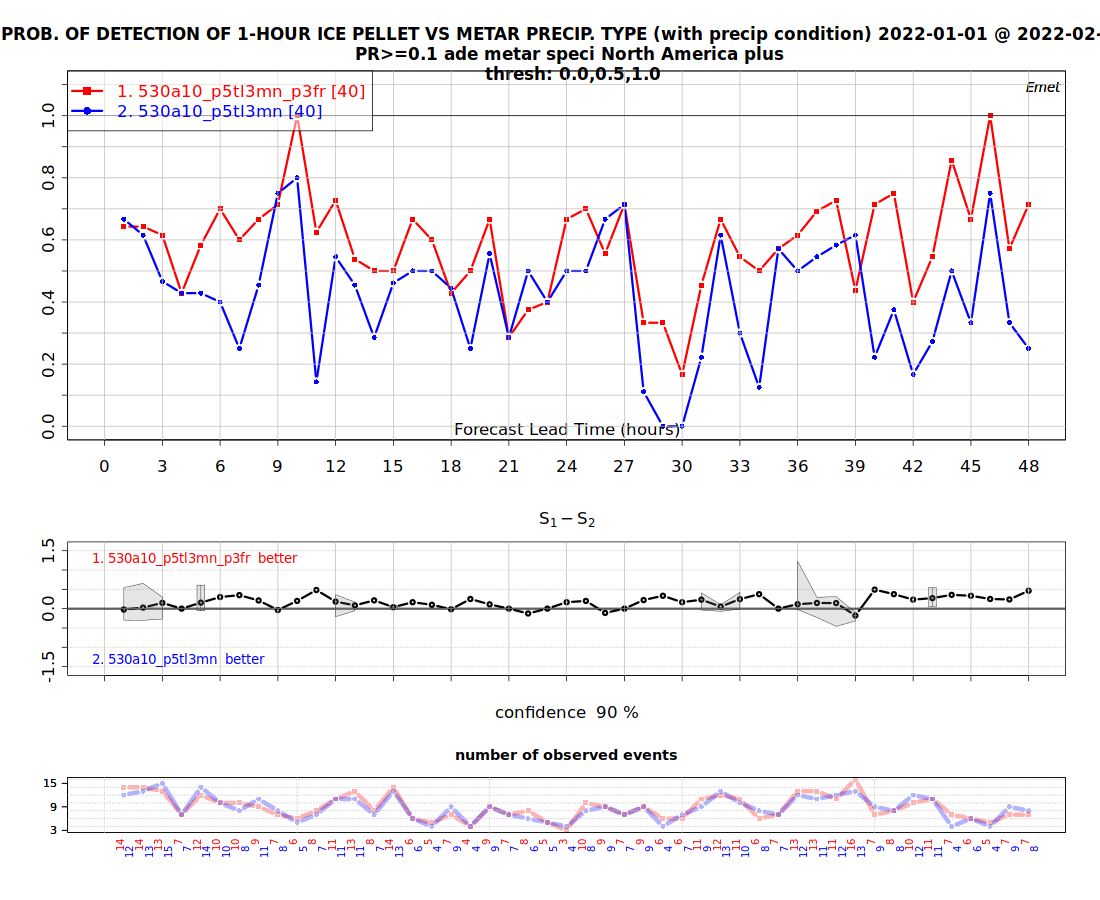 PROB. OF DETECTION OF 1-HOUR ICE PELLET VS METAR PRECIP. TYPE (with precip condition) 2022-01-01 @ 2022-02-
PR>=0.1 ade metar speci North America plus
thresh: 0.0,0.5,1.0
1. 530a10_p5tl3mn_p3fr [40]
2. 530a10_p5tl3mn [40]
Emet
1.0
0.8
0.6
0.4
0.2
0.0
Forecast Lead Time (hours)
0 3 6 9 12 15 18 21 24 27 30 33 36 39 42 45 48
S1 − S2
1.5
0.0
-1.5
1. 530a10_p5tl3mn_p3fr better
2. 530a10_p5tl3mn better
confidence 90 %
number of observed events
15
9
3